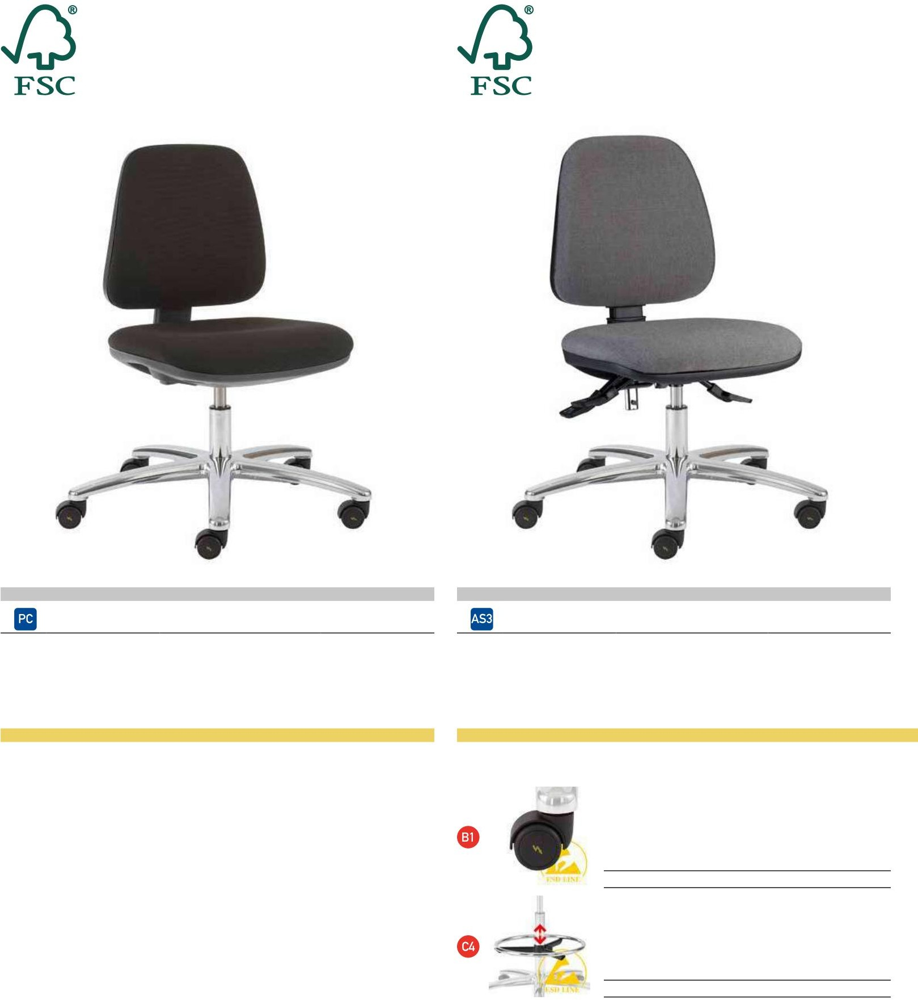 ®
FSC
®
FSC
PC
AS3
B1
ESD LINE
C4
ESD LINE